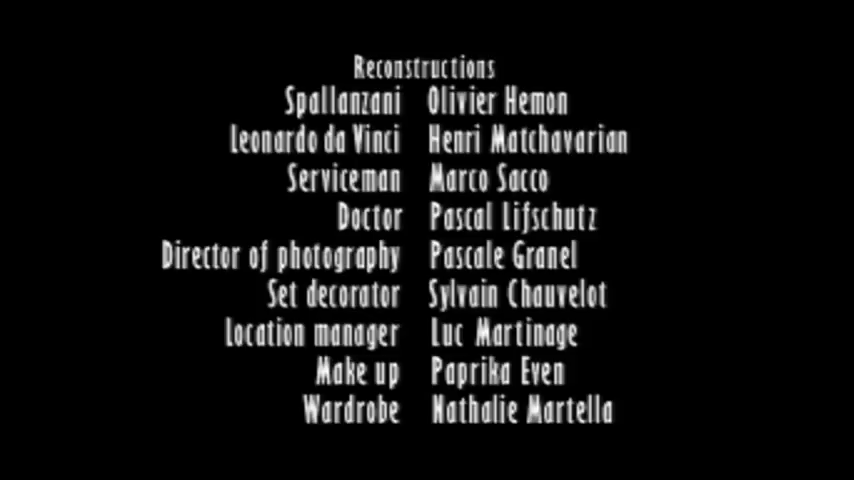 Reconstructions
Spallanzani Olivier Hemon
Leonardo da Vinci Henri Matchavarian
Serviceman Marco Sacco
Doctor Pascal Lifschutz
Director of photography Pascale Granel
Set decorator Sylvain Chauvelot
Location manager Luc Martinage
Make up Paprika Even
Wardrobe Nathalie Martella